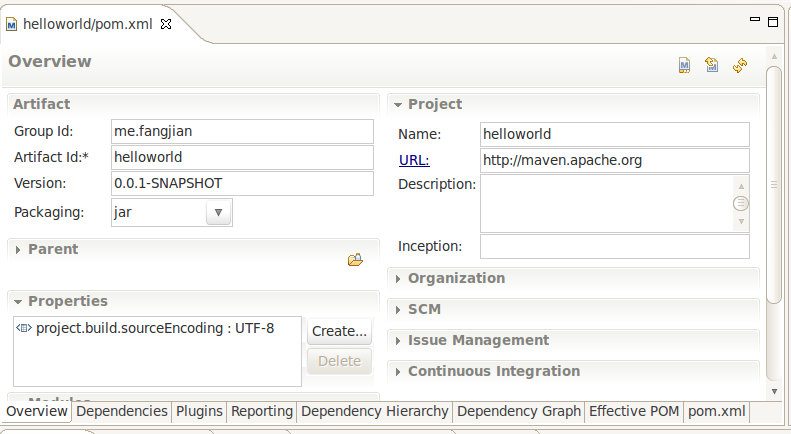 helloworld/pom.xml
Overview
Artifact
Group Id: me.fangjian
Artifact Id:* helloworld
Version: 0.0.1-SNAPSHOT
Packaging: jar
Parent
Properties
project.build.sourceEncoding : UTF-8
Create...
Delete
Modules
Project
Name: helloworld
URL: http://maven.apache.org
Description:
Inception:
Organization
SCM
Issue Management
Continuous Integration
Overview Dependencies Plugins Reporting Dependency Hierarchy Dependency Graph Effective POM pom.xml